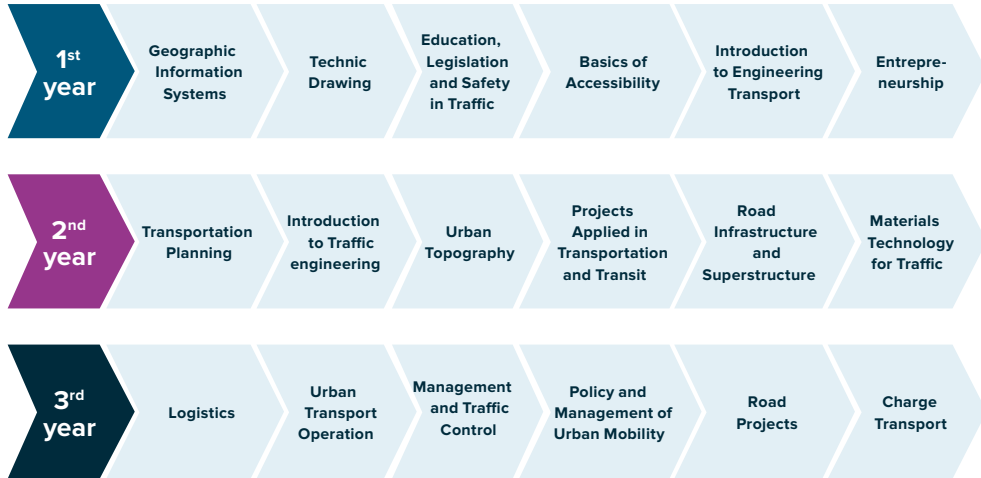 1st
year
Geographic
Information
Systems
Technic
Drawing
Education,
Legislation
and Safety
in Traffic
Basics of
Accessibility
Introduction
to Engineering
Transport
Entrepre-
neurship
2nd
year
Transportation
Planning
Introduction
to Traffic
engineering
Urban
Topography
Projects
Applied in
Transportation
and Transit
Road
Infrastructure
and
Superstructure
Materials
Technology
for Traffic
3rd
year
Logistics
Urban
Transport
Operation
Management
and Traffic
Control
Policy and
Management of
Urban Mobility
Road
Projects
Charge
Transport